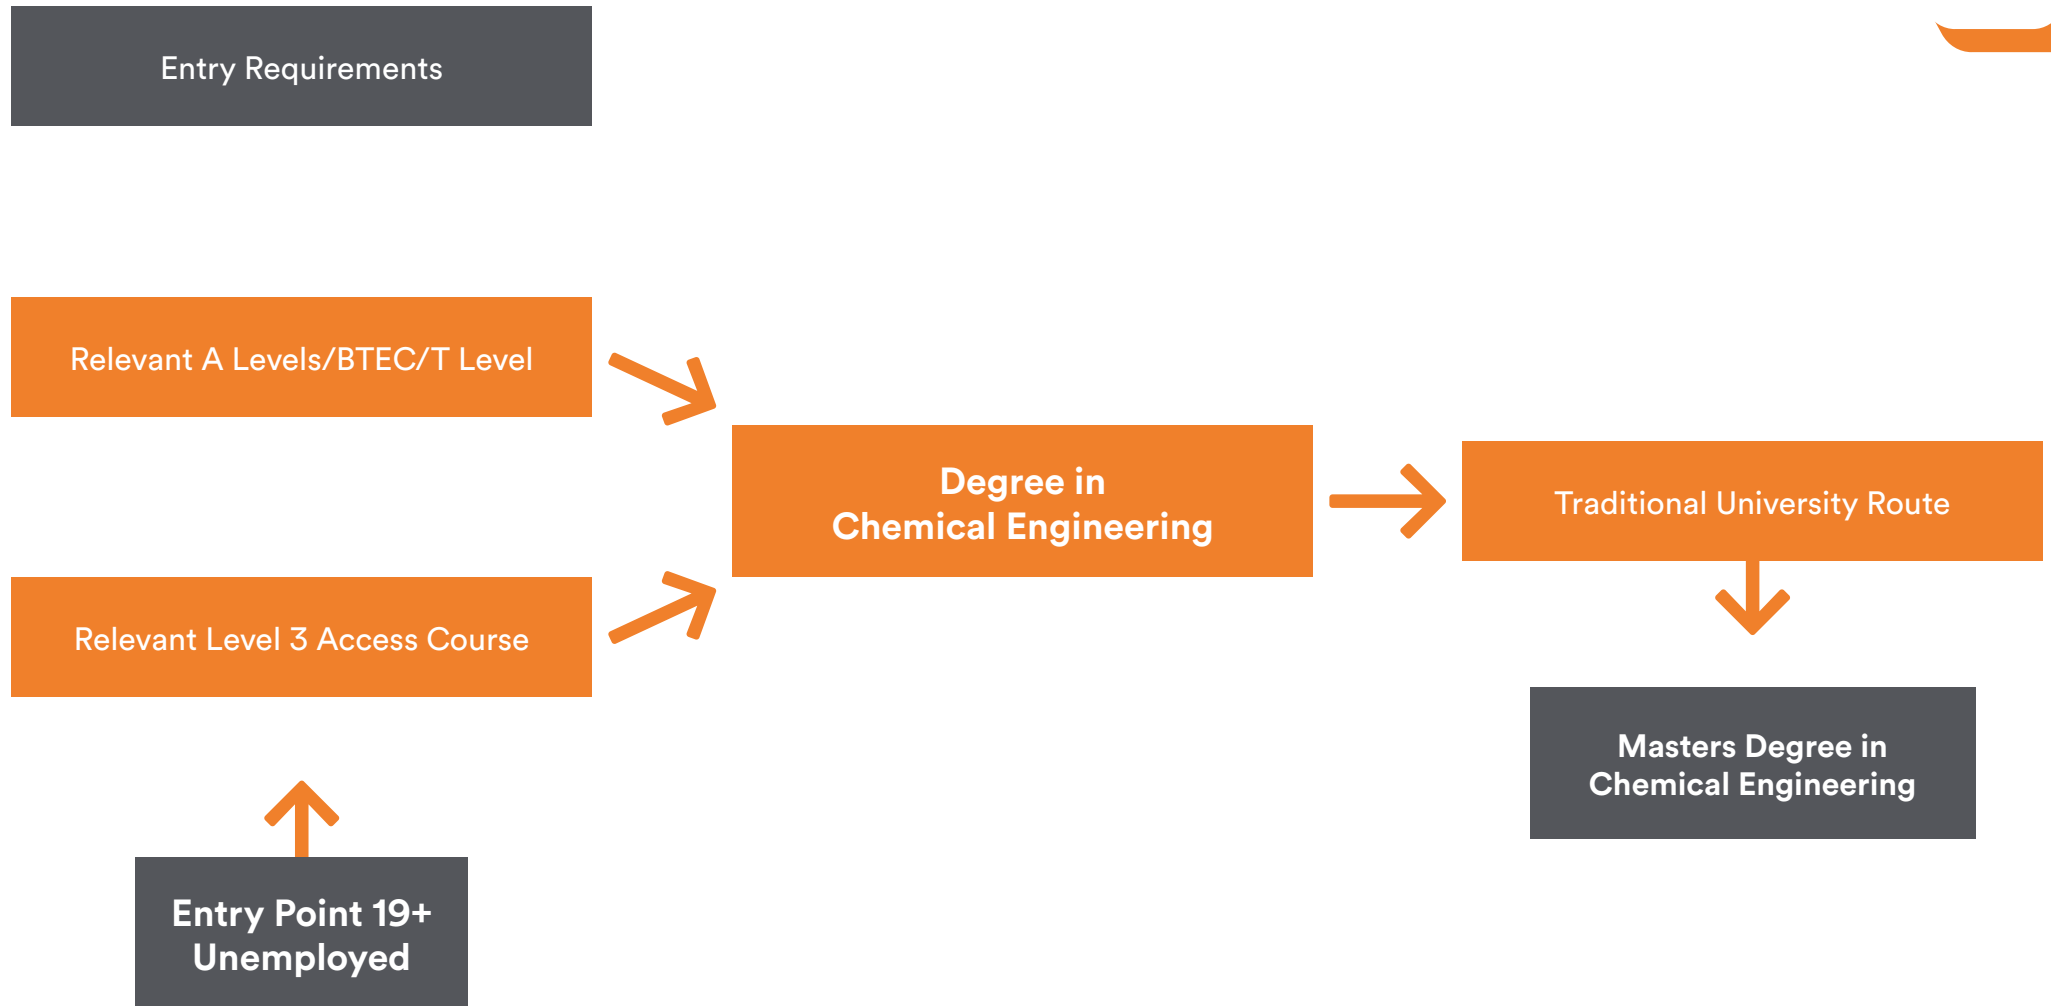 Entry Requirements
Relevant A Levels/BTEC/T Level
Degree in
Chemical Engineering
Traditional University Route
Relevant Level 3 Access Course
Masters Degree in
Chemical Engineering
Entry Point 19+
Unemployed